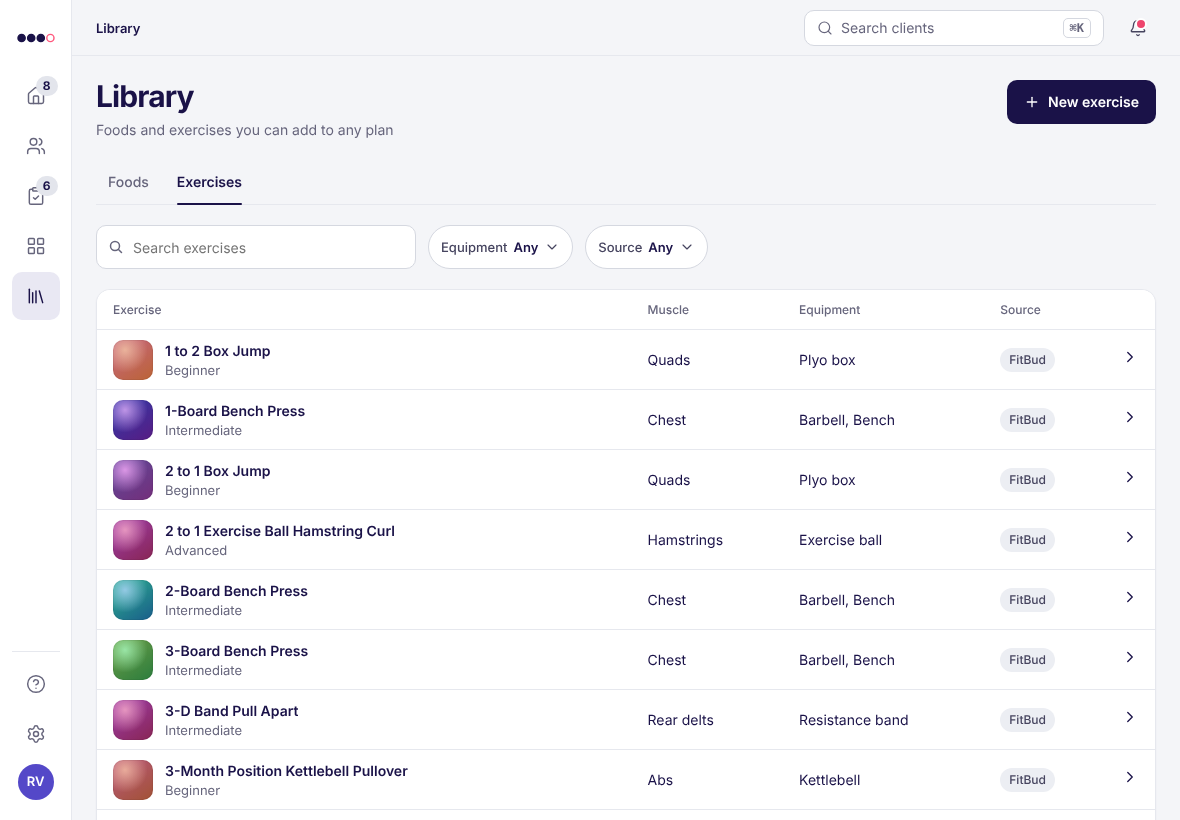 Library
Search clients
⌘K
8
6
RV
Library
Foods and exercises you can add to any plan
+ New exercise
Foods
Exercises
Search exercises
Equipment Any
Source Any
Exercise Muscle Equipment Source
1 to 2 Box Jump
Beginner
Quads
Plyo box
FitBud
1-Board Bench Press
Intermediate
Chest
Barbell, Bench
FitBud
2 to 1 Box Jump
Beginner
Quads
Plyo box
FitBud
2 to 1 Exercise Ball Hamstring Curl
Advanced
Hamstrings
Exercise ball
FitBud
2-Board Bench Press
Intermediate
Chest
Barbell, Bench
FitBud
3-Board Bench Press
Intermediate
Chest
Barbell, Bench
FitBud
3-D Band Pull Apart
Intermediate
Rear delts
Resistance band
FitBud
3-Month Position Kettlebell Pullover
Beginner
Abs
Kettlebell
FitBud